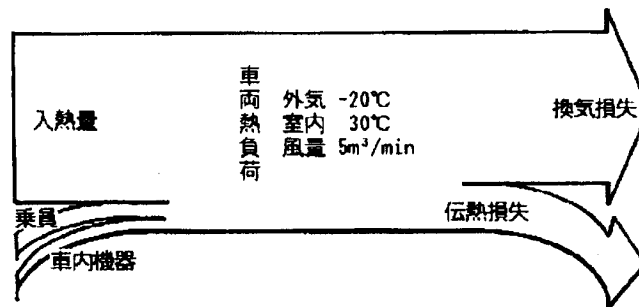 入熱量
車両熱負荷
外気 -20℃
室内 30℃
風量 5m³/min
換気損失
乗員
伝熱損失
車内機器